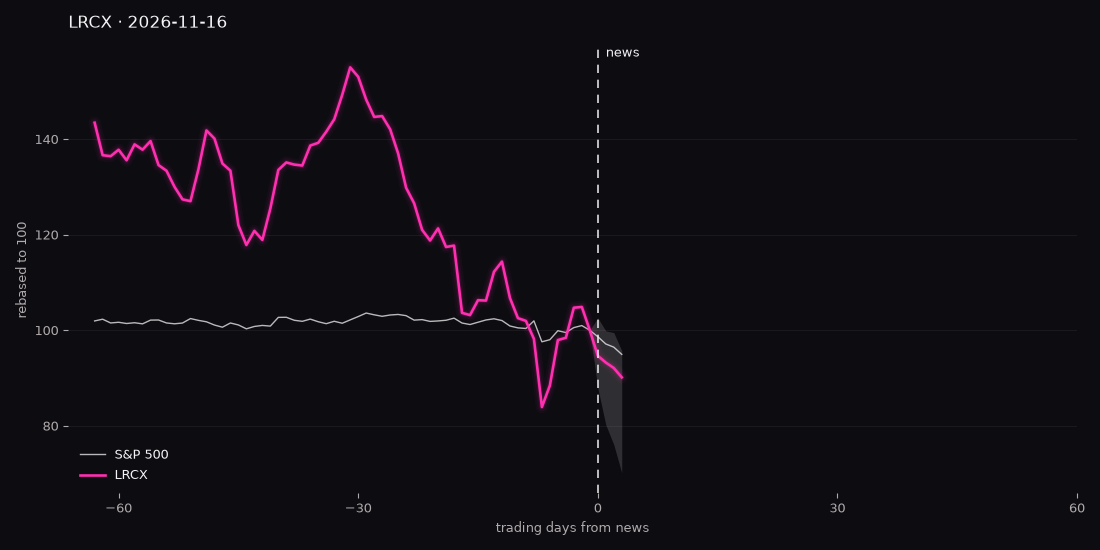 LRCX · 2026-11-16
news
rebased to 100
140
120
100
80
S&P 500
LRCX
−60
−30
0
30
60
trading days from news